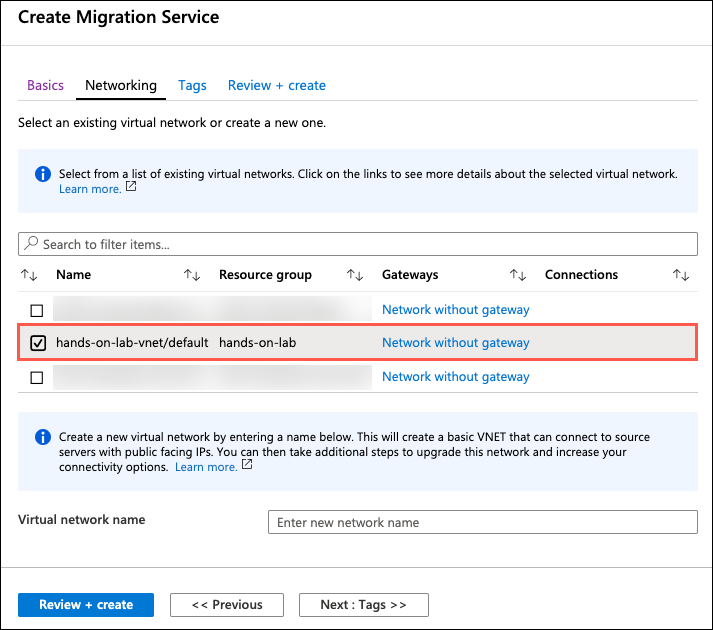 Create Migration Service
Basics Networking Tags Review + create
Select an existing virtual network or create a new one.
Select from a list of existing virtual networks. Click on the links to see more details about the selected virtual network.
Learn more.
Search to filter items...
Name Resource group Gateways Connections
Network without gateway
hands-on-lab-vnet/default hands-on-lab Network without gateway
Network without gateway
Create a new virtual network by entering a name below. This will create a basic VNET that can connect to source
servers with public facing IPs. You can then take additional steps to upgrade this network and increase your
connectivity options. Learn more.
Virtual network name Enter new network name
Review + create << Previous Next : Tags >>